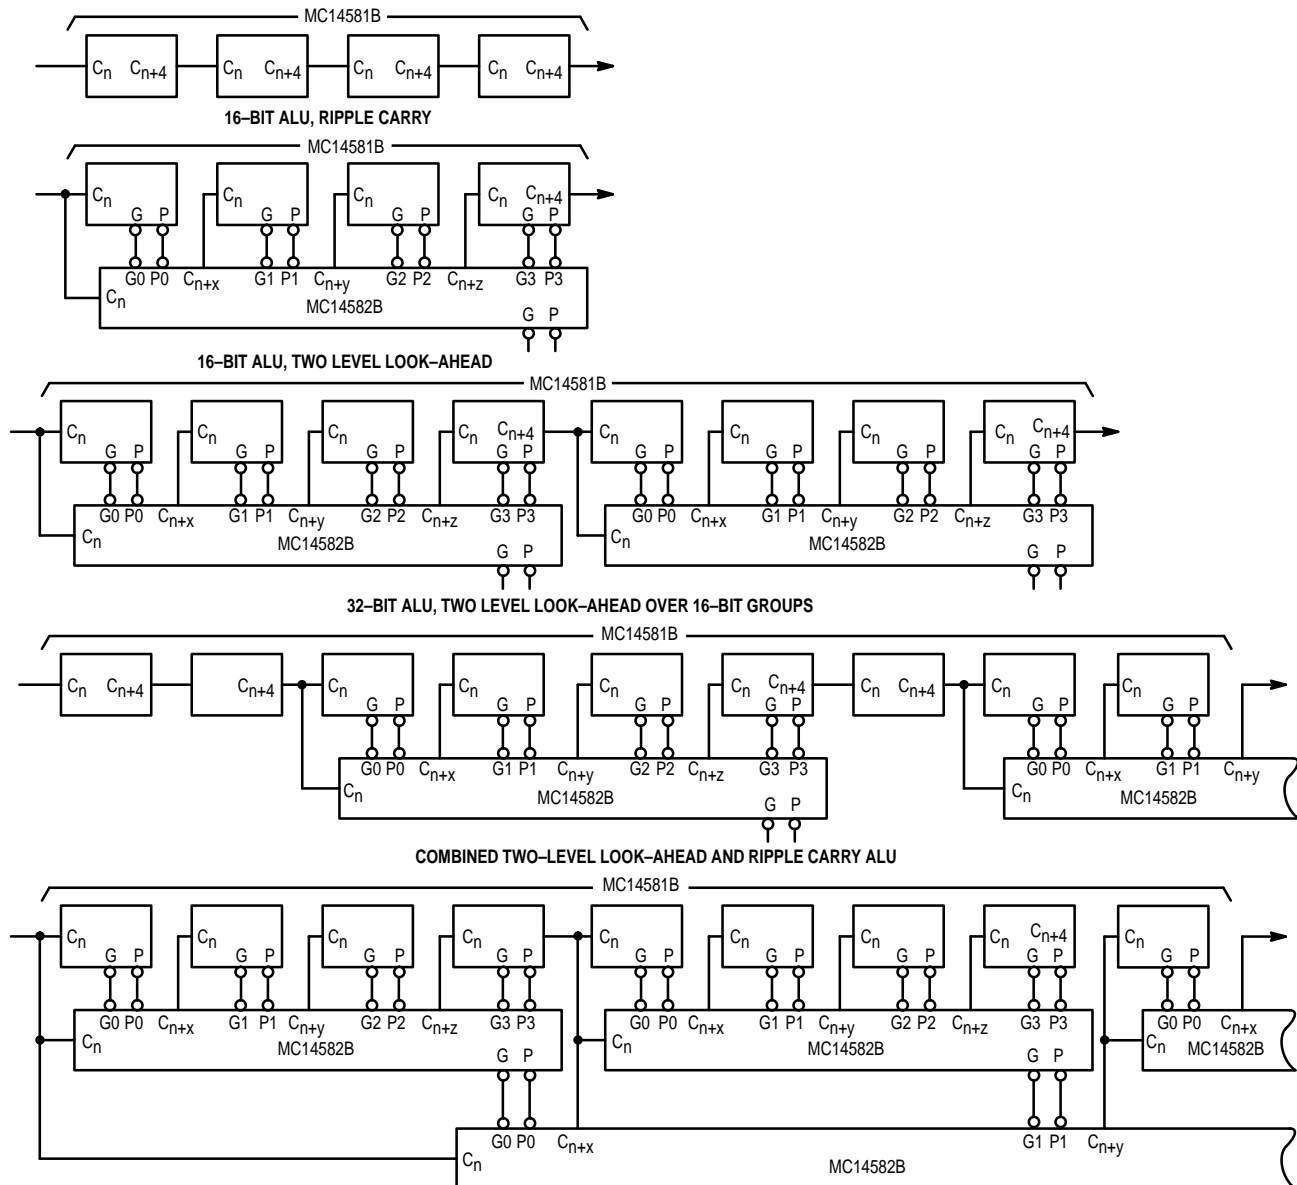 MC14581B
Cn Cn+4 Cn Cn+4 Cn Cn+4 Cn Cn+4
16–BIT ALU, RIPPLE CARRY
MC14581B
Cn Cn Cn Cn Cn+4
G P G P G P G P
G0 P0 Cn+x G1 P1 Cn+y G2 P2 Cn+z G3 P3
Cn MC14582B
G P
16–BIT ALU, TWO LEVEL LOOK–AHEAD
MC14581B
Cn Cn Cn Cn Cn+4 Cn Cn Cn Cn Cn+4
G P G P G P G P G P G P G P G P
G0 P0 Cn+x G1 P1 Cn+y G2 P2 Cn+z G3 P3 G0 P0 Cn+x G1 P1 Cn+y G2 P2 Cn+z G3 P3
Cn MC14582B Cn MC14582B
G P G P
32–BIT ALU, TWO LEVEL LOOK–AHEAD OVER 16–BIT GROUPS
MC14581B
Cn Cn+4 Cn+4 Cn Cn Cn Cn Cn+4 Cn Cn+4 Cn Cn
G P G P G P G P G P G P
G0 P0 Cn+x G1 P1 Cn+y G2 P2 Cn+z G3 P3 G0 P0 Cn+x G1 P1 Cn+y
Cn MC14582B Cn MC14582B
G P
COMBINED TWO–LEVEL LOOK–AHEAD AND RIPPLE CARRY ALU
MC14581B
Cn Cn Cn Cn Cn Cn Cn Cn Cn+4 Cn
G P G P G P G P G P G P G P G P G P
G0 P0 Cn+x G1 P1 Cn+y G2 P2 Cn+z G3 P3 G0 P0 Cn+x G1 P1 Cn+y G2 P2 Cn+z G3 P3 G0 P0 Cn+x
Cn MC14582B Cn MC14582B Cn MC14582B
G P G P
G0 P0 Cn+x G1 P1 Cn+y
Cn MC14582B